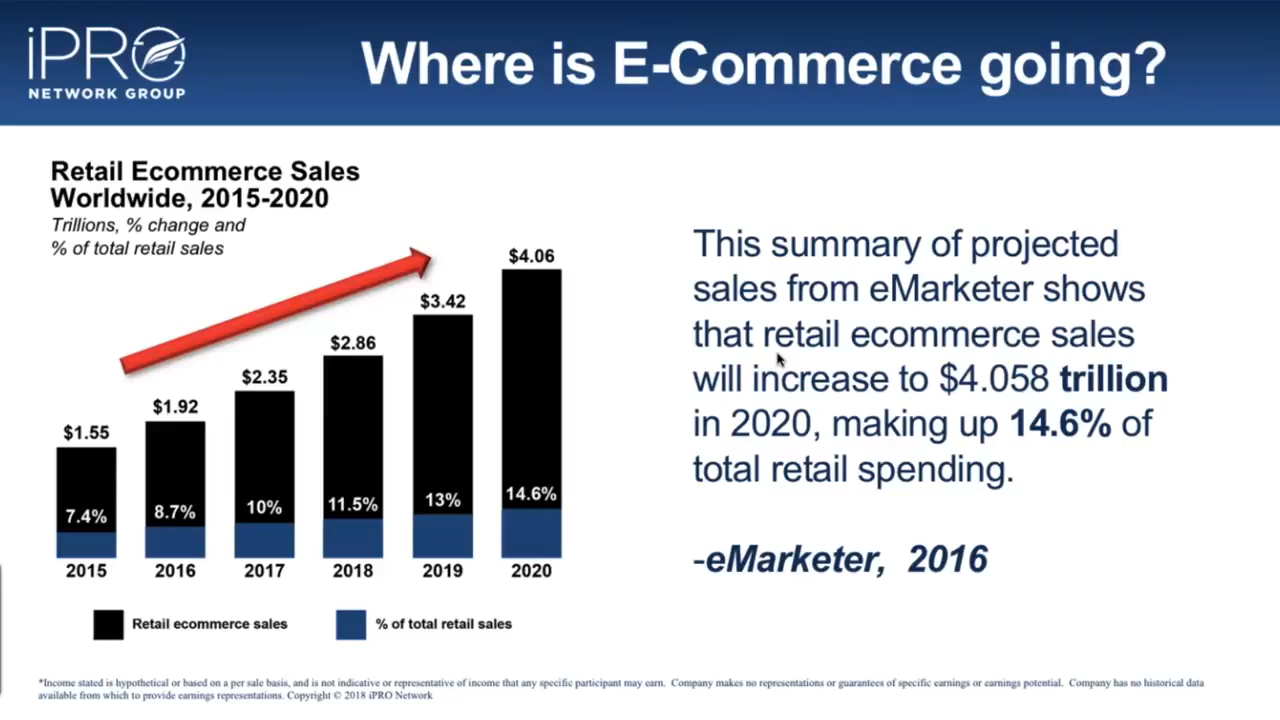 iPRO
NETWORK GROUP
Where is E-Commerce going?
Retail Ecommerce Sales
Worldwide, 2015-2020
Trillions, % change and
% of total retail sales
$1.55
$1.92
$2.35
$2.86
$3.42
$4.06
7.4%
8.7%
10%
11.5%
13%
14.6%
2015
2016
2017
2018
2019
2020
Retail ecommerce sales
% of total retail sales
This summary of projected
sales from eMarketer shows
that retail ecommerce sales
will increase to $4.058 trillion
in 2020, making up 14.6% of
total retail spending.
-eMarketer, 2016
*Income stated is hypothetical or based on a per sale basis, and is not indicative or representative of income that any specific participant may earn. Company makes no representations or guarantees of specific earnings or earnings potential. Company has no historical data
available from which to provide earnings representations. Copyright © 2018 iPRO Network